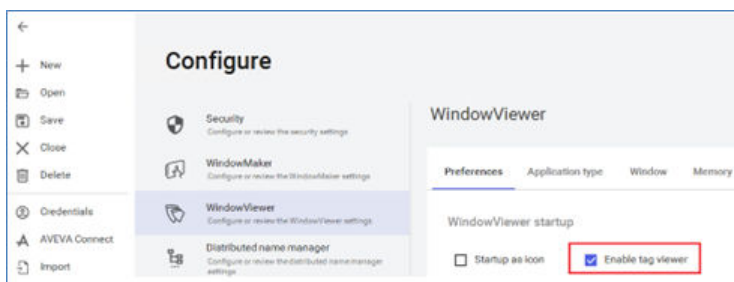 New
Open
Save
Close
Delete
Credentials
AVEVA Connect
Import
Configure
Security
Configure or review the security settings
WindowMaker
Configure or review the WindowMaker settings
WindowViewer
Configure or review the WindowViewer settings
Distributed name manager
Configure or review the distributed name manager
settings
WindowViewer
Preferences Application type Window Memory
WindowViewer startup
Startup as icon Enable tag viewer